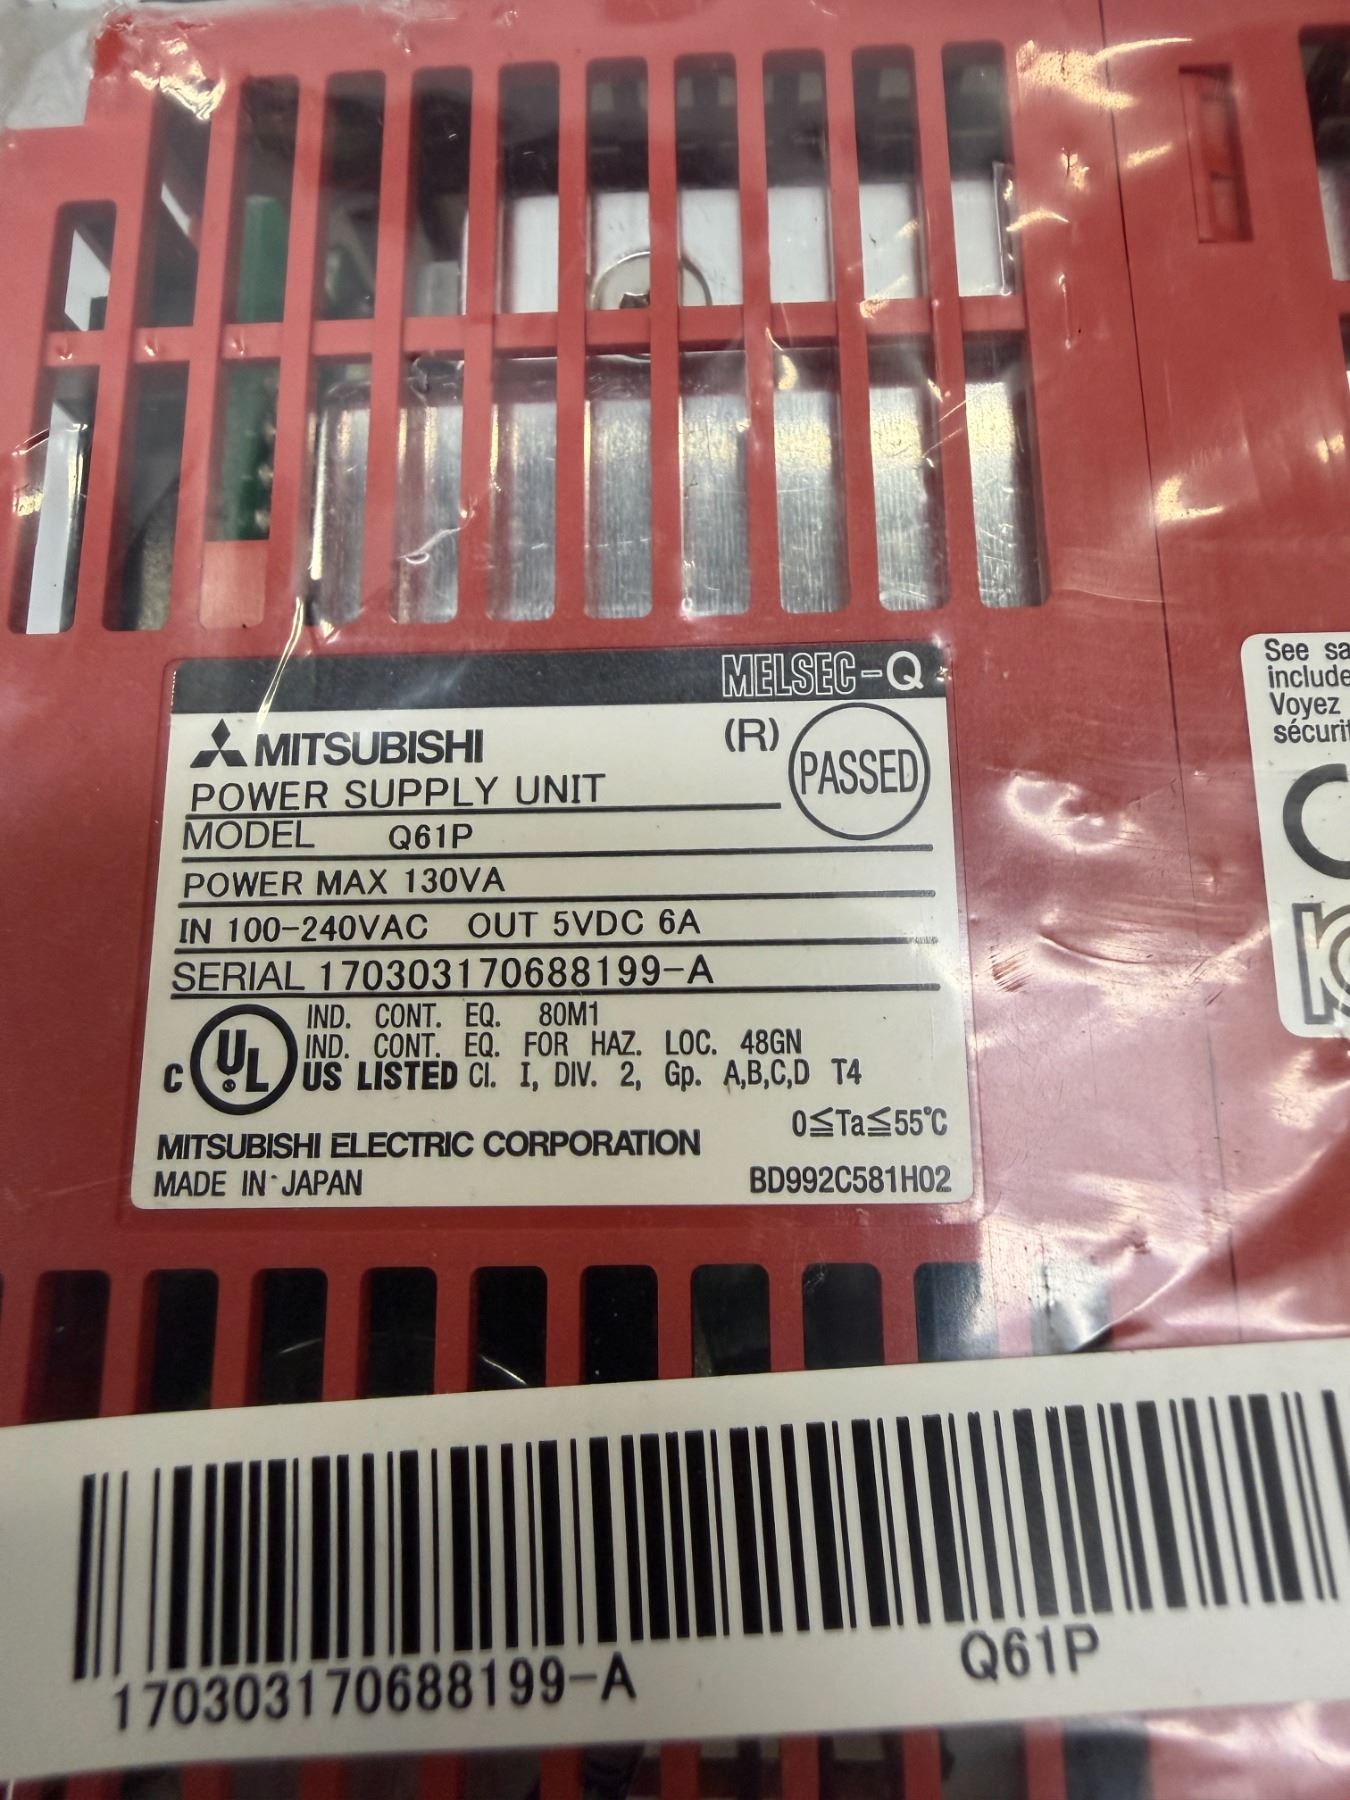 MELSEC-Q
MITSUBISHI (R) PASSED
POWER SUPPLY UNIT
MODEL Q61P
POWER MAX 130VA
IN 100-240VAC OUT 5VDC 6A
SERIAL 170303170688199-A
IND. CONT. EQ. 80M1
IND. CONT. EQ. FOR HAZ. LOC. 48GN
C UL US LISTED Cl. I, DIV. 2, Gp. A,B,C,D T4
0≦Ta≦55℃
MITSUBISHI ELECTRIC CORPORATION
MADE IN JAPAN BD992C581H02
See
include
Voyez
170303170688199-A Q61P